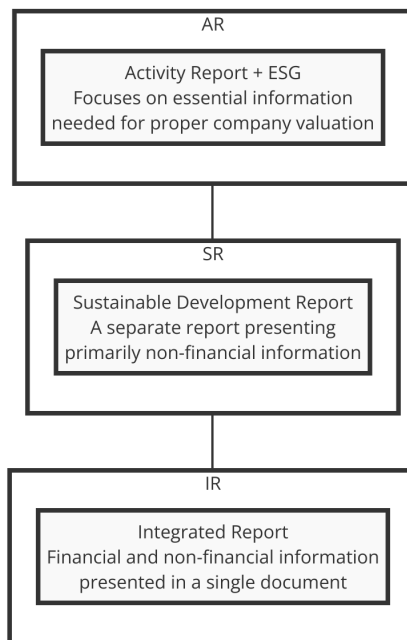 AR
Activity Report + ESG
Focuses on essential information
needed for proper company valuation
SR
Sustainable Development Report
A separate report presenting
primarily non-financial information
IR
Integrated Report
Financial and non-financial information
presented in a single document